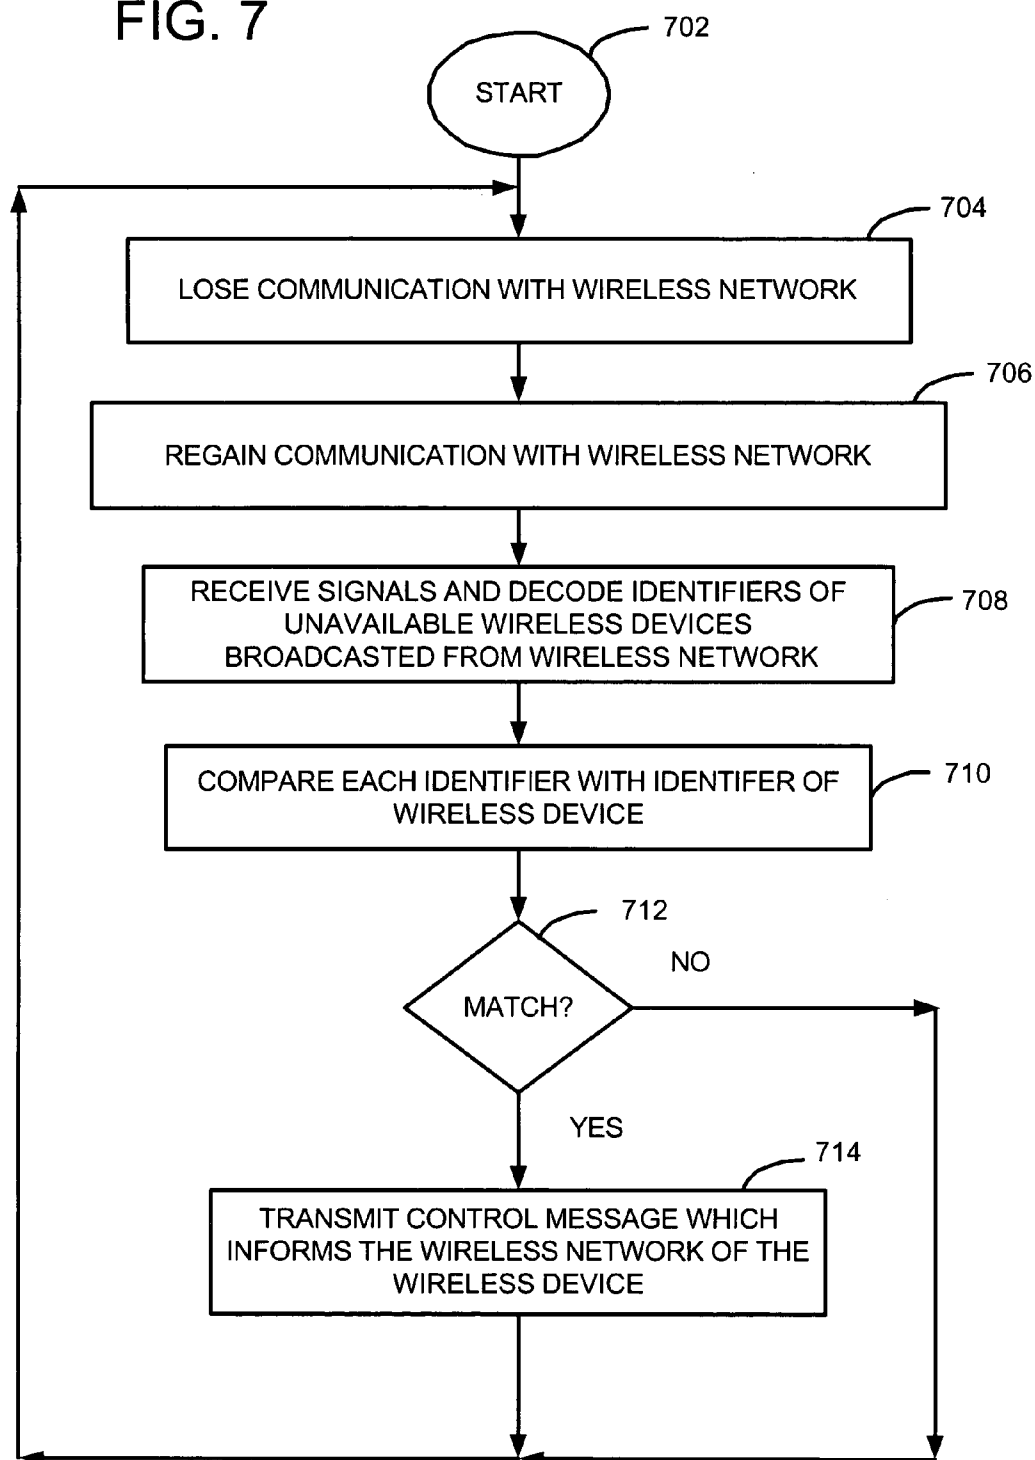 FIG. 7
702
START
704
LOSE COMMUNICATION WITH WIRELESS NETWORK
706
REGAIN COMMUNICATION WITH WIRELESS NETWORK
RECEIVE SIGNALS AND DECODE IDENTIFIERS OF
UNAVAILABLE WIRELESS DEVICES
BROADCASTED FROM WIRELESS NETWORK
708
COMPARE EACH IDENTIFIER WITH IDENTIFER OF
WIRELESS DEVICE
710
712
NO
MATCH?
YES
714
TRANSMIT CONTROL MESSAGE WHICH
INFORMS THE WIRELESS NETWORK OF THE
WIRELESS DEVICE